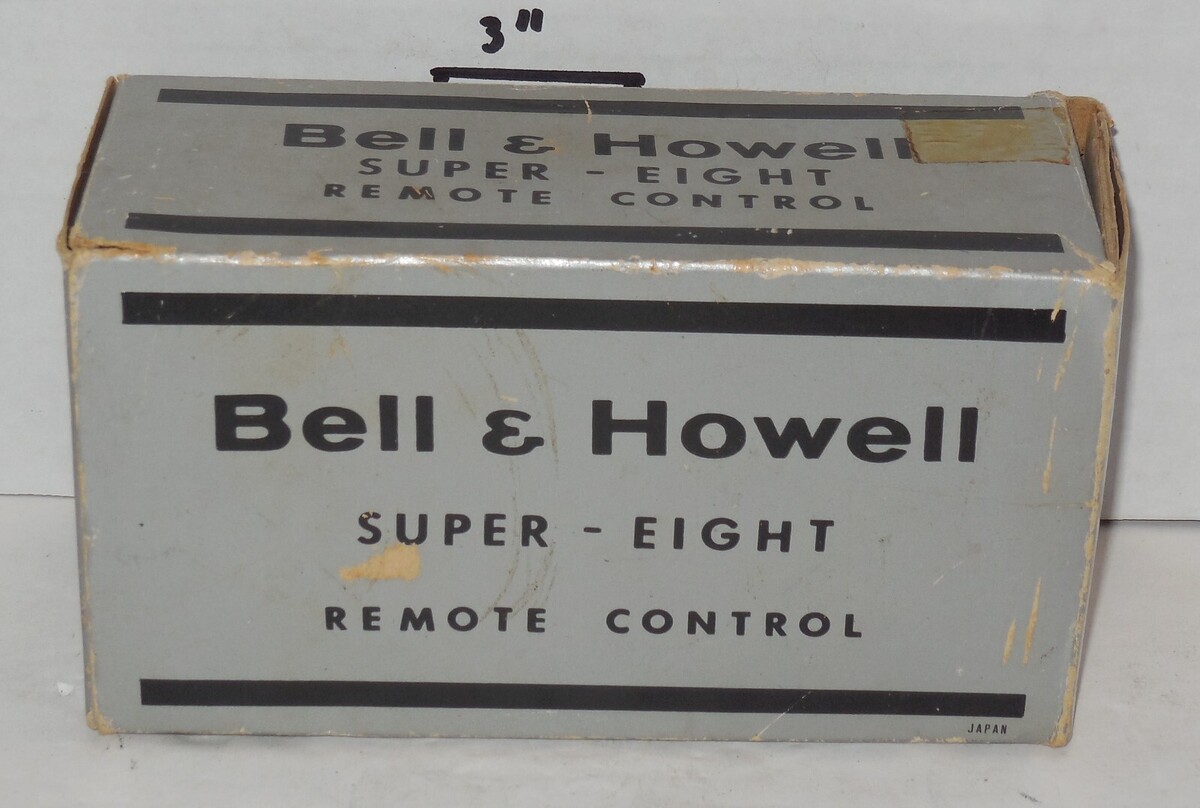 3"
Bell & Howell
SUPER - EIGHT
REMOTE CONTROL
Bell & Howell
SUPER - EIGHT
REMOTE CONTROL
JAPAN